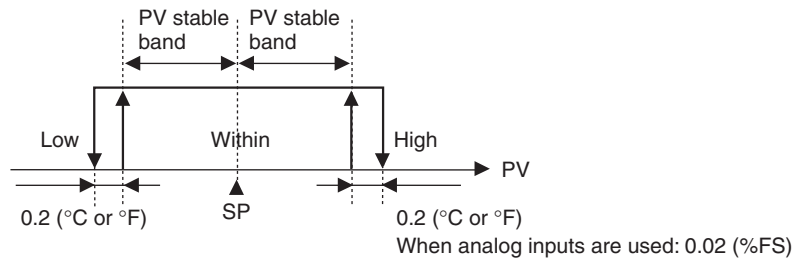 PV stable band
PV stable band
Low
Within
High
PV
0.2 (°C or °F)
SP
0.2 (°C or °F)
When analog inputs are used: 0.02 (%FS)